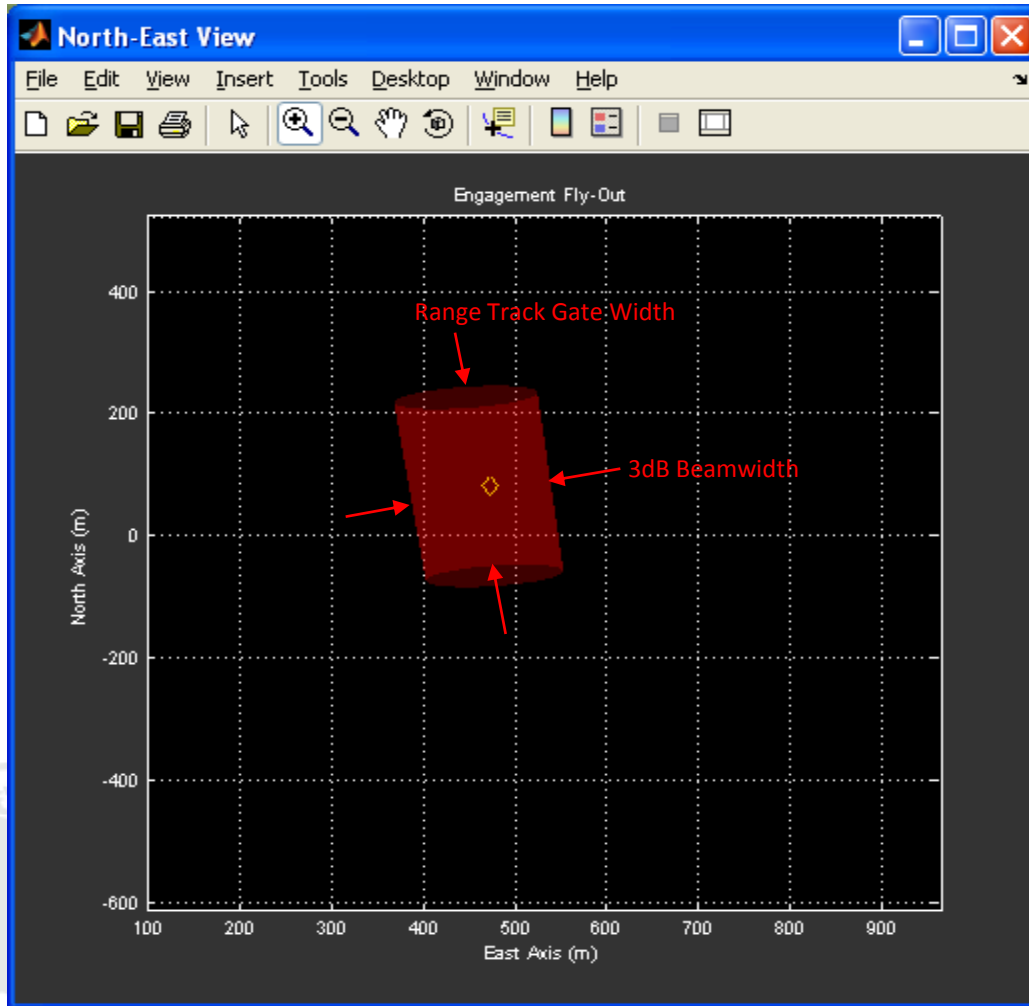 North-East View
File Edit View Insert Tools Desktop Window Help
Engagement Fly-Out
400
Range Track Gate Width
200
3dB Beamwidth
0
North Axis (m)
-200
-400
-600
100 200 300 400 500 600 700 800 900
East Axis (m)